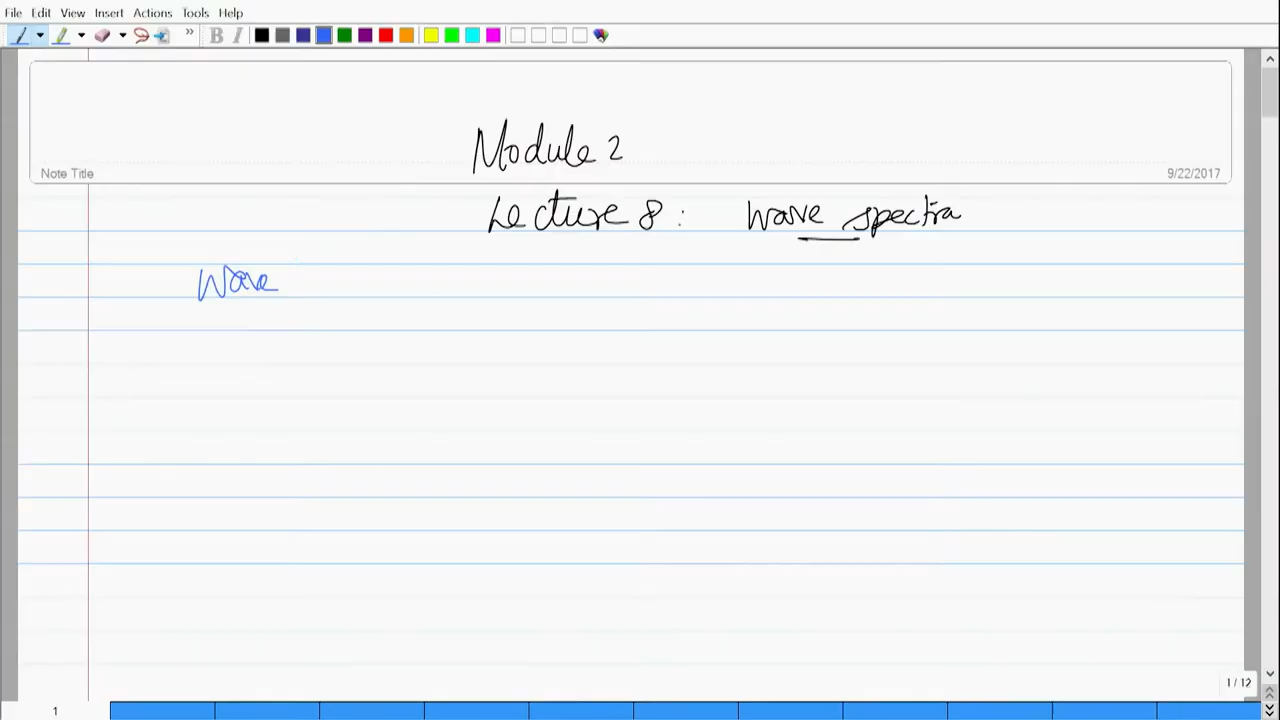 File Edit View Insert Actions Tools Help
» B I
Module 2
Note Title 9/22/2017
Lecture 8 : Wave spectra
Wave
1 / 12
1